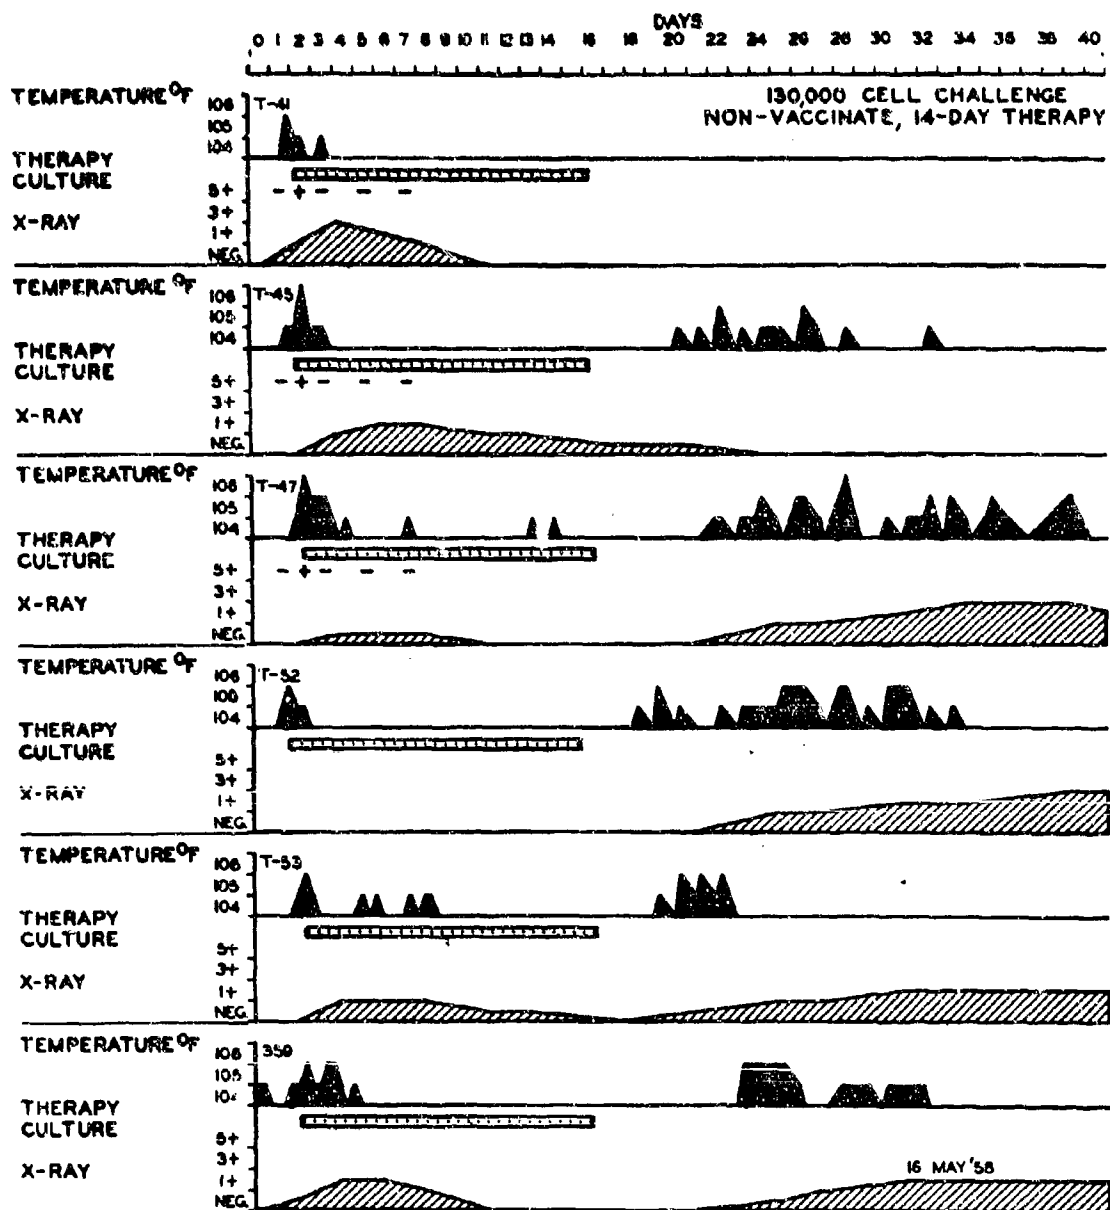 DAYS
0 1 2 3 4 5 6 7 8 9 10 11 12 13 14 16 18 20 22 24 26 28 30 32 34 36 38 40
130,000 CELL CHALLENGE
NON-VACCINATE, 14-DAY THERAPY
TEMPERATURE °F
106 T-41
105
104
THERAPY
CULTURE
5+ - + - - -
3+
X-RAY
1+
NEG.
TEMPERATURE °F
106 T-45
105
104
THERAPY
CULTURE
5+ - + - - -
3+
X-RAY
1+
NEG.
TEMPERATURE °F
106 T-47
105
104
THERAPY
CULTURE
5+ - + - - -
3+
X-RAY
1+
NEG.
TEMPERATURE °F
106 T-52
105
104
THERAPY
CULTURE
5+
3+
X-RAY
1+
NEG.
TEMPERATURE °F
106 T-53
105
104
THERAPY
CULTURE
5+
3+
X-RAY
1+
NEG.
TEMPERATURE °F
106 359
105
104
THERAPY
CULTURE
5+
3+
X-RAY
16 MAY '58
1+
NEG.